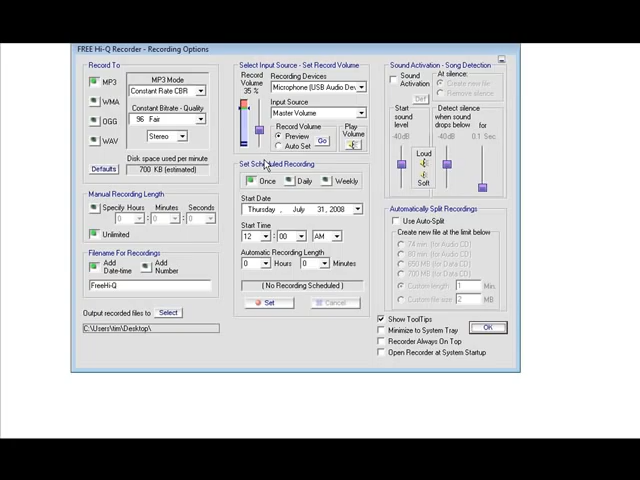 FREE Hi-Q Recorder - Recording Options
Record To
MP3
WMA
OGG
WAV
MP3 Mode
Constant Rate CBR
Constant Bitrate - Quality
96 Fair
Stereo
Disk space used per minute
Defaults
700 KB (estimated)
Manual Recording Length
Specify Hours Minutes Seconds
0 : 0 : 0
Unlimited
Filename For Recordings
Add Date-time
Add Number
FreeHi-Q
Output recorded files to Select
C:\Users\tim\Desktop\
Select Input Source - Set Record Volume
Record Volume
35 %
Recording Devices
Microphone (USB Audio Dev
Input Source
Master Volume
Record Volume
Preview
Auto Set
Go
Play Volume
Set Scheduled Recording
Once Daily Weekly
Start Date
Thursday , July 31, 2008
Start Time
12 : 00 AM
Automatic Recording Length
0 Hours 0 Minutes
( No Recording Scheduled )
Set Cancel
Sound Activation - Song Detection
Sound Activation
Def
At silence:
Create new file
Remove silence
Start sound level
-40dB
Loud
Soft
Detect silence when sound drops below for
-40dB 0.1 Sec
Automatically Split Recordings
Use Auto-Split
Create new file at the limit below
74 min (for Audio CD)
80 min (for Audio CD)
650 MB (for Data CD)
700 MB (for Data CD)
Custom length 1 Min.
Custom file size 2 MB
Show ToolTips
Minimize to System Tray
Recorder Always On Top
Open Recorder at System Startup
OK